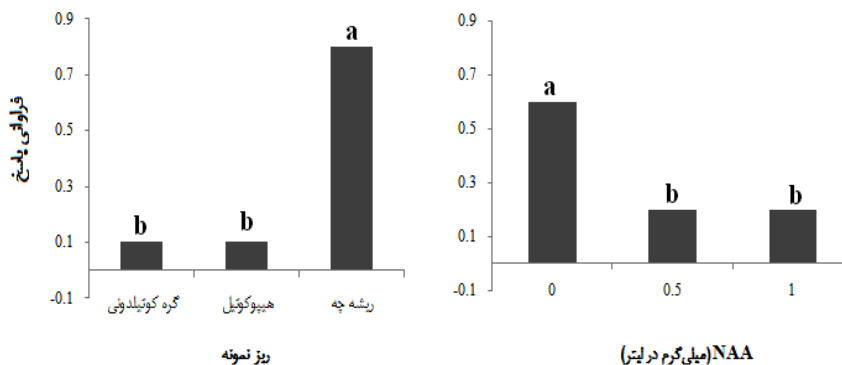 فراوانی پاسخ
0.9
0.7
0.5
0.3
0.1
-0.1
b
b
a
گره کوتیلدونی
هیپوکوتیل
ریشه چه
ریز نمونه
0.9
0.7
0.5
0.3
0.1
-0.1
a
b
b
0
0.5
1
NAA(میلی‌گرم در لیتر)